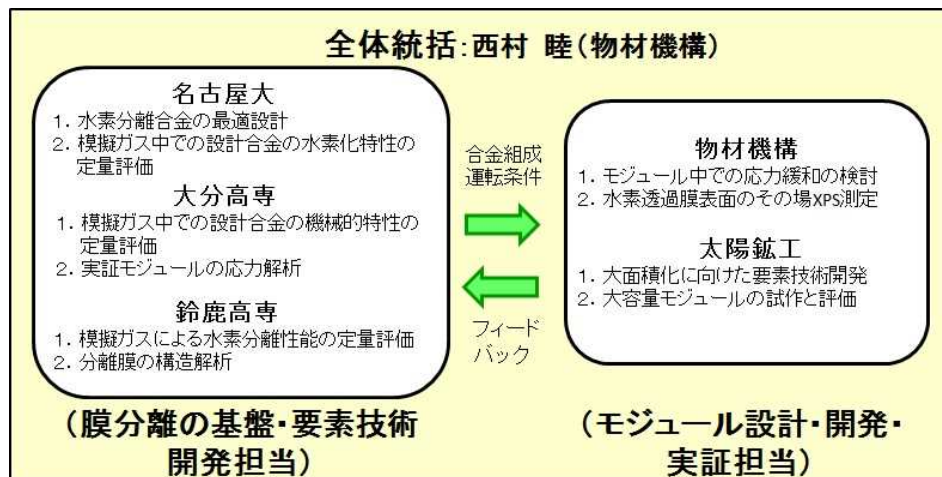 全体統括:西村 睦(物材機構)
名古屋大
1. 水素分離合金の最適設計
2. 模擬ガス中での設計合金の水素化特性の
定量評価
大分高専
1. 模擬ガス中での設計合金の機械的特性の
定量評価
2. 実証モジュールの応力解析
鈴鹿高専
1. 模擬ガスによる水素分離性能の定量評価
2. 分離膜の構造解析
(膜分離の基盤・要素技術
開発担当)
合金組成
運転条件
フィード
バック
物材機構
1. モジュール中での応力緩和の検討
2. 水素透過膜表面のその場XPS測定
太陽鉱工
1. 大面積化に向けた要素技術開発
2. 大容量モジュールの試作と評価
(モジュール設計・開発・
実証担当)